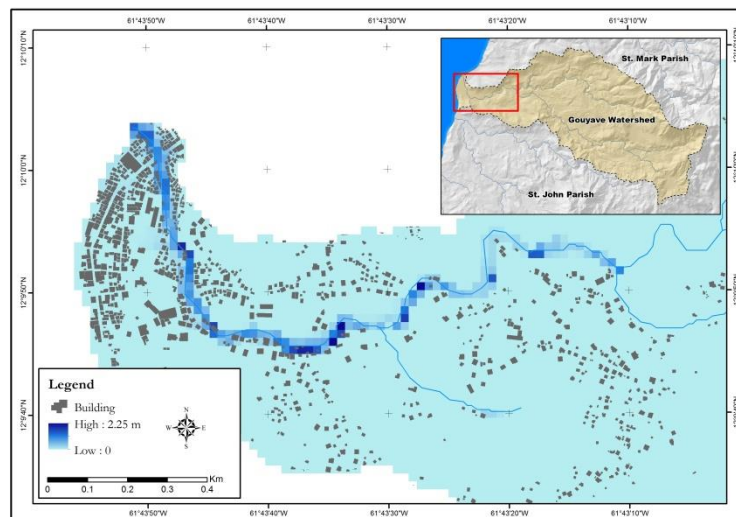 61°43'50"W 61°43'40"W 61°43'30"W 61°43'20"W 61°43'10"W
St. Mark Parish
Gouyave Watershed
St. John Parish
12°10'0"N
12°9'50"N
12°9'40"N
Legend
Building
High : 2.25 m
Low : 0
N
W E
S
Km
0 0.1 0.2 0.3 0.4
61°43'50"W 61°43'40"W 61°43'30"W 61°43'20"W 61°43'10"W